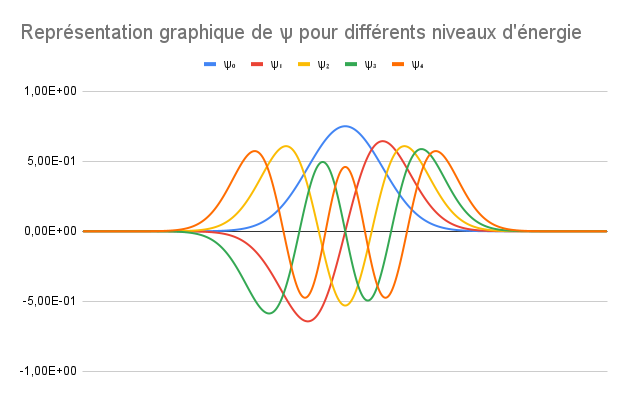 Représentation graphique de ψ pour différents niveaux d'énergie
ψ₀ ψ₁ ψ₂ ψ₃ ψ₄
1,00E+00
5,00E-01
0,00E+00
-5,00E-01
-1,00E+00